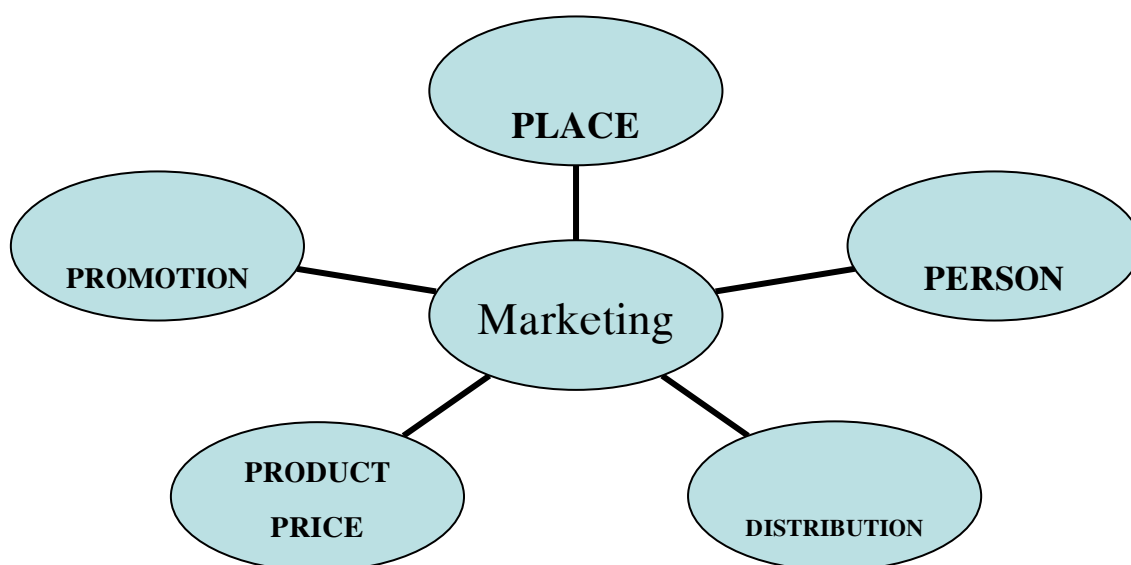 PLACE
PROMOTION
PERSON
Marketing
PRODUCT
PRICE
DISTRIBUTION